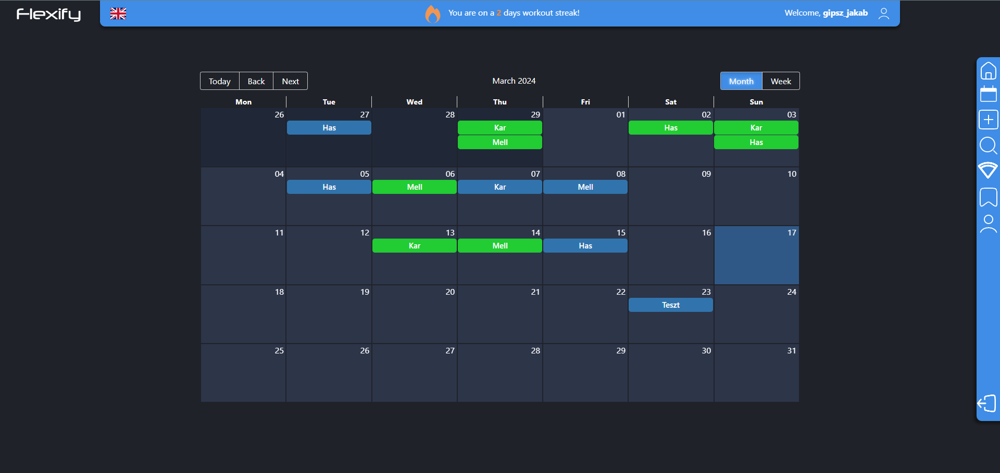 Flexify
You are on a 2 days workout streak!
Welcome, gipsz_jakab
Today Back Next
March 2024
Month Week
Mon Tue Wed Thu Fri Sat Sun
26 27 28 29 01 02 03
Has Kar Has Kar
Mell Has
04 05 06 07 08 09 10
Has Mell Kar Mell
11 12 13 14 15 16 17
Kar Mell Has
18 19 20 21 22 23 24
Teszt
25 26 27 28 29 30 31